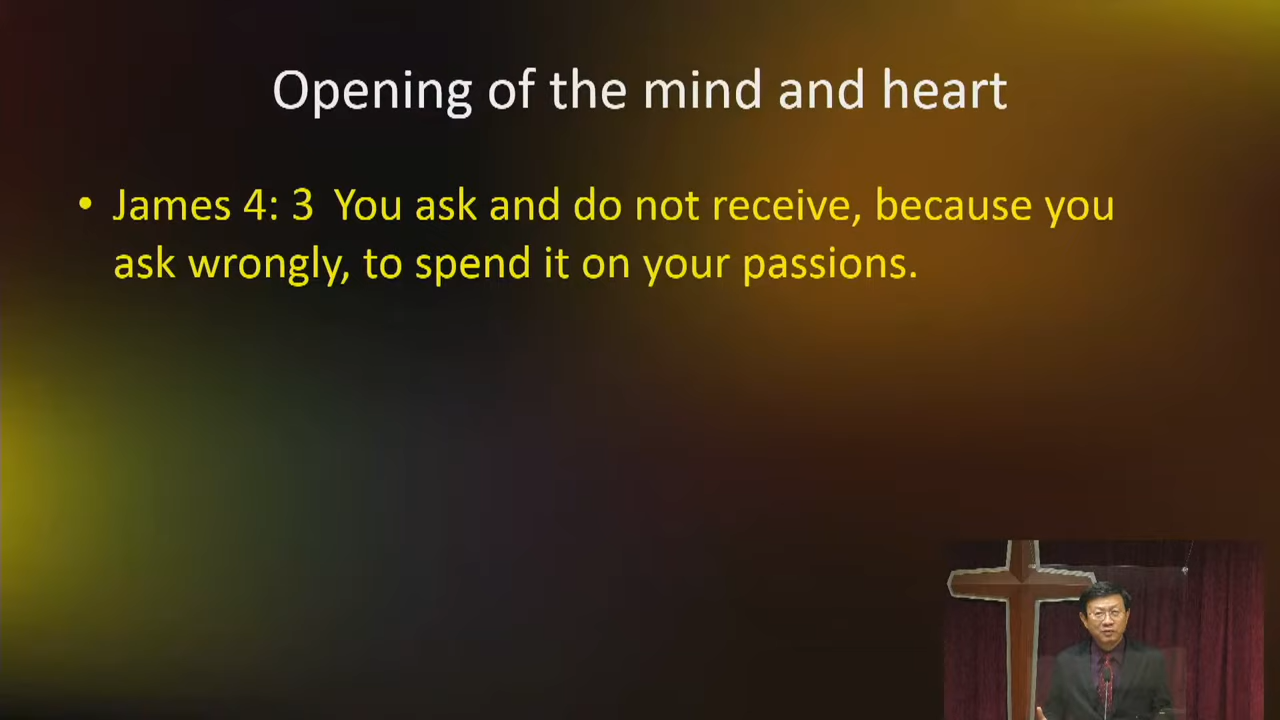 Opening of the mind and heart
• James 4: 3 You ask and do not receive, because you
ask wrongly, to spend it on your passions.